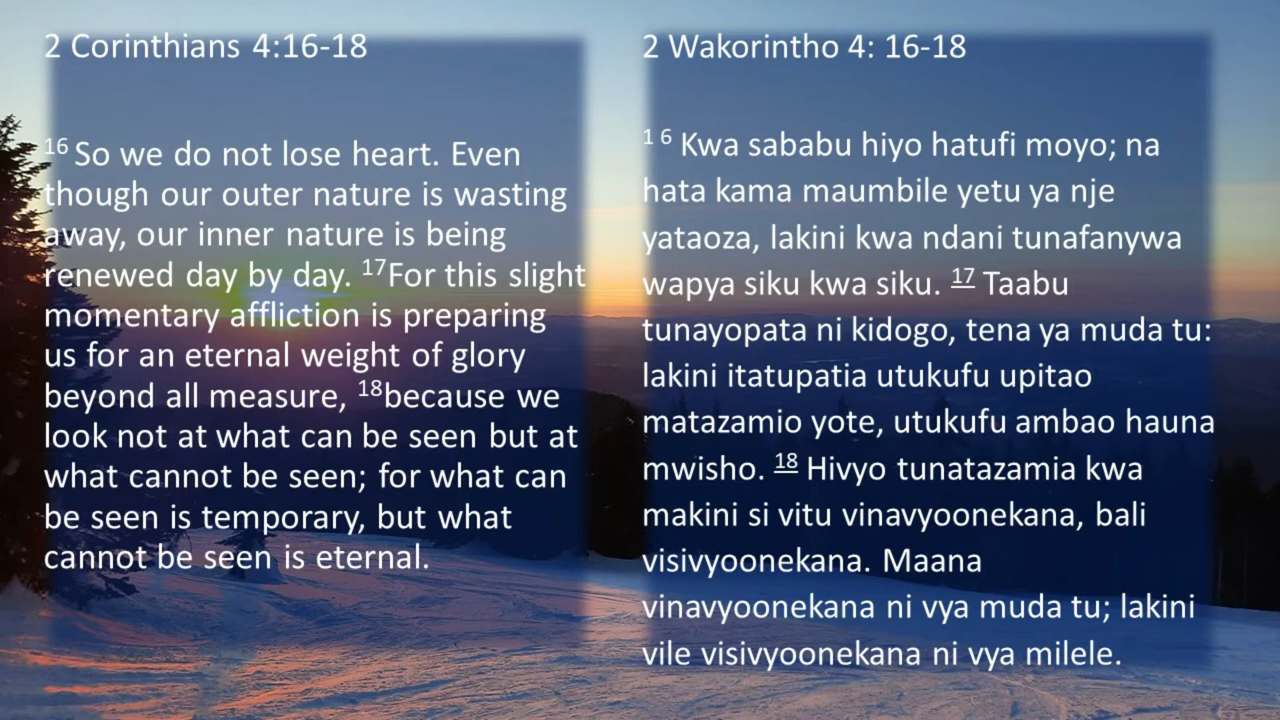 2 Corinthians 4:16-18
16 So we do not lose heart. Even
though our outer nature is wasting
away, our inner nature is being
renewed day by day. 17For this slight
momentary affliction is preparing
us for an eternal weight of glory
beyond all measure, 18because we
look not at what can be seen but at
what cannot be seen; for what can
be seen is temporary, but what
cannot be seen is eternal.
2 Wakorintho 4: 16-18
1 6 Kwa sababu hiyo hatufi moyo; na
hata kama maumbile yetu ya nje
yataoza, lakini kwa ndani tunafanywa
wapya siku kwa siku. 17 Taabu
tunayopata ni kidogo, tena ya muda tu:
lakini itatupatia utukufu upitao
matazamio yote, utukufu ambao hauna
mwisho. 18 Hivyo tunatazamia kwa
makini si vitu vinavyoonekana, bali
visivyoonekana. Maana
vinavyoonekana ni vya muda tu; lakini
vile visivyoonekana ni vya milele.